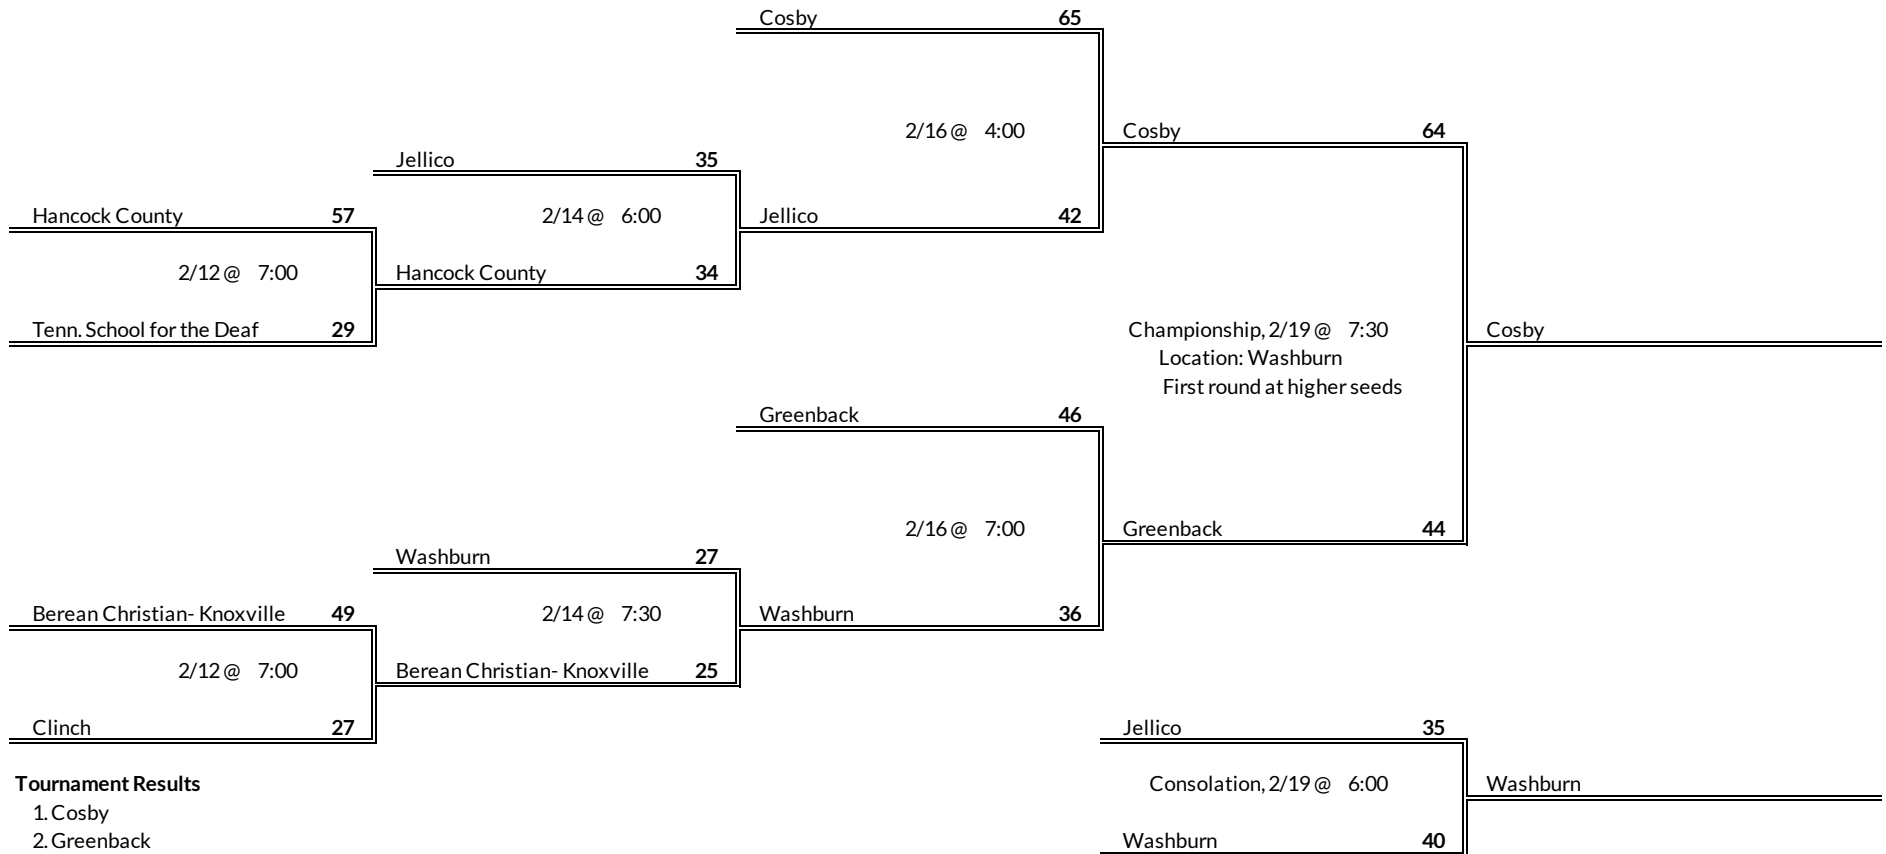 Cosby 65
2/16 @ 4:00
Cosby 64
Jellico 35
Hancock County 57
2/14 @ 6:00
Jellico 42
2/12 @ 7:00
Hancock County 34
Tenn. School for the Deaf 29
Championship, 2/19 @ 7:30
Cosby
Location: Washburn
First round at higher seeds
Greenback 46
2/16 @ 7:00
Greenback 44
Washburn 27
Berean Christian- Knoxville 49
2/14 @ 7:30
Washburn 36
2/12 @ 7:00
Berean Christian- Knoxville 25
Clinch 27
Jellico 35
Tournament Results
Consolation, 2/19 @ 6:00
Washburn
1. Cosby
2. Greenback
Washburn 40